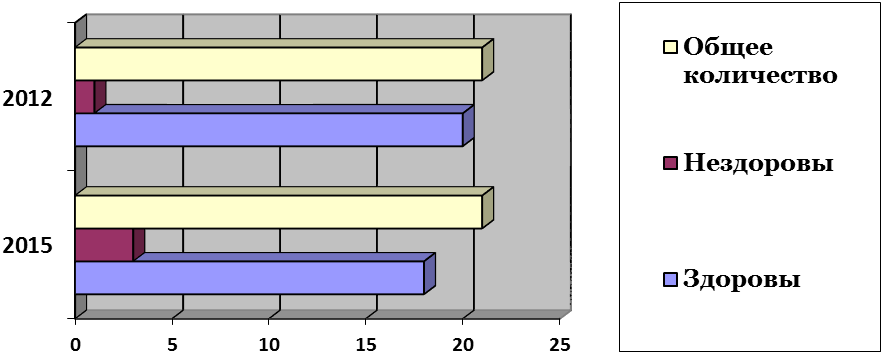 2012
2015
0 5 10 15 20 25
Общее
количество
Нездоровы
Здоровы